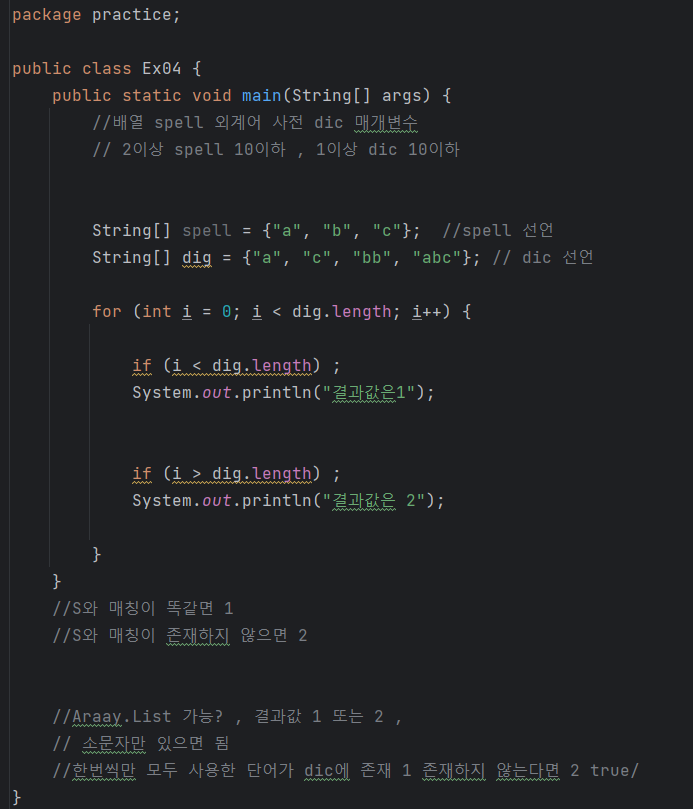 package practice;
public class Ex04 {
public static void main(String[] args) {
//배열 spell 외계어 사전 dic 매개변수
// 2이상 spell 10이하 , 1이상 dic 10이하
String[] spell = {"a", "b", "c"};  //spell 선언
String[] dig = {"a", "c", "bb", "abc"}; // dic 선언
for (int i = 0; i < dig.length; i++) {
if (i < dig.length) ;
System.out.println("결과값은1");
if (i > dig.length) ;
System.out.println("결과값은 2");
}
}
//S와 매칭이 똑같면 1
//S와 매칭이 존재하지 않으면 2
//Araay.List 가능? , 결과값 1 또는 2 ,
// 소문자만 있으면 됨
//한번씩만 모두 사용한 단어가 dic에 존재 1 존재하지 않는다면 2 true/
}